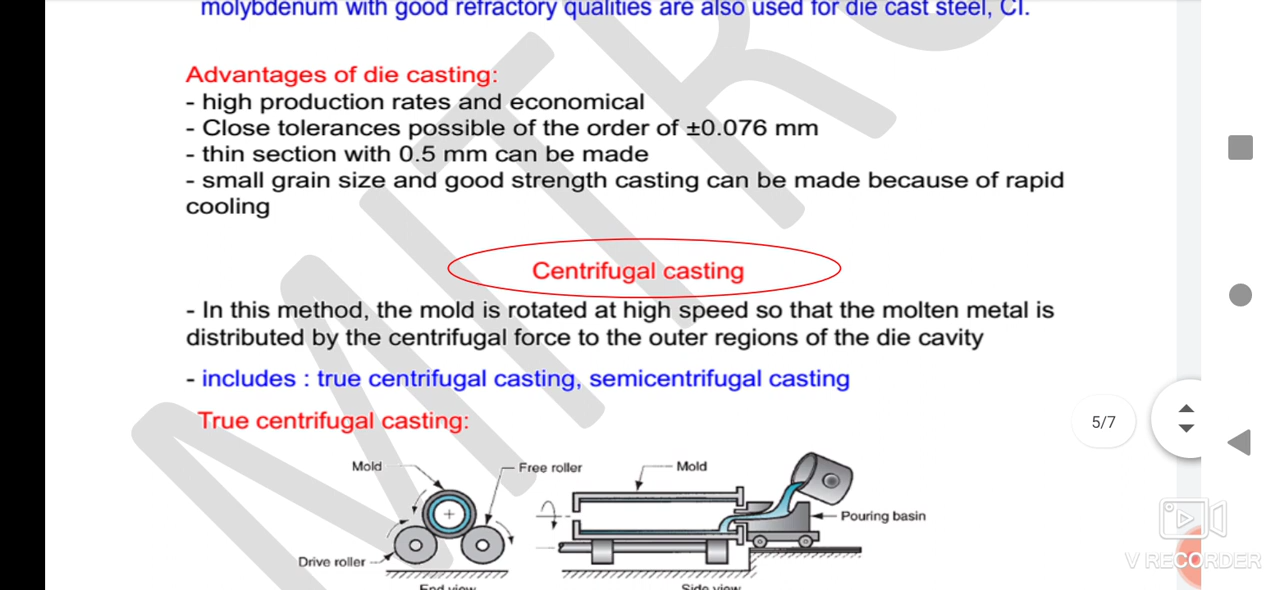 molybdenum with good refractory qualities are also used for die cast steel, CI.
Advantages of die casting:
- high production rates and economical
- Close tolerances possible of the order of ±0.076 mm
- thin section with 0.5 mm can be made
- small grain size and good strength casting can be made because of rapid
cooling
Centrifugal casting
- In this method, the mold is rotated at high speed so that the molten metal is
distributed by the centrifugal force to the outer regions of the die cavity
- includes : true centrifugal casting, semicentrifugal casting
True centrifugal casting:
5/7
Mold
Free roller
Mold
Pouring basin
Drive roller
End view
Side view
V RECORDER